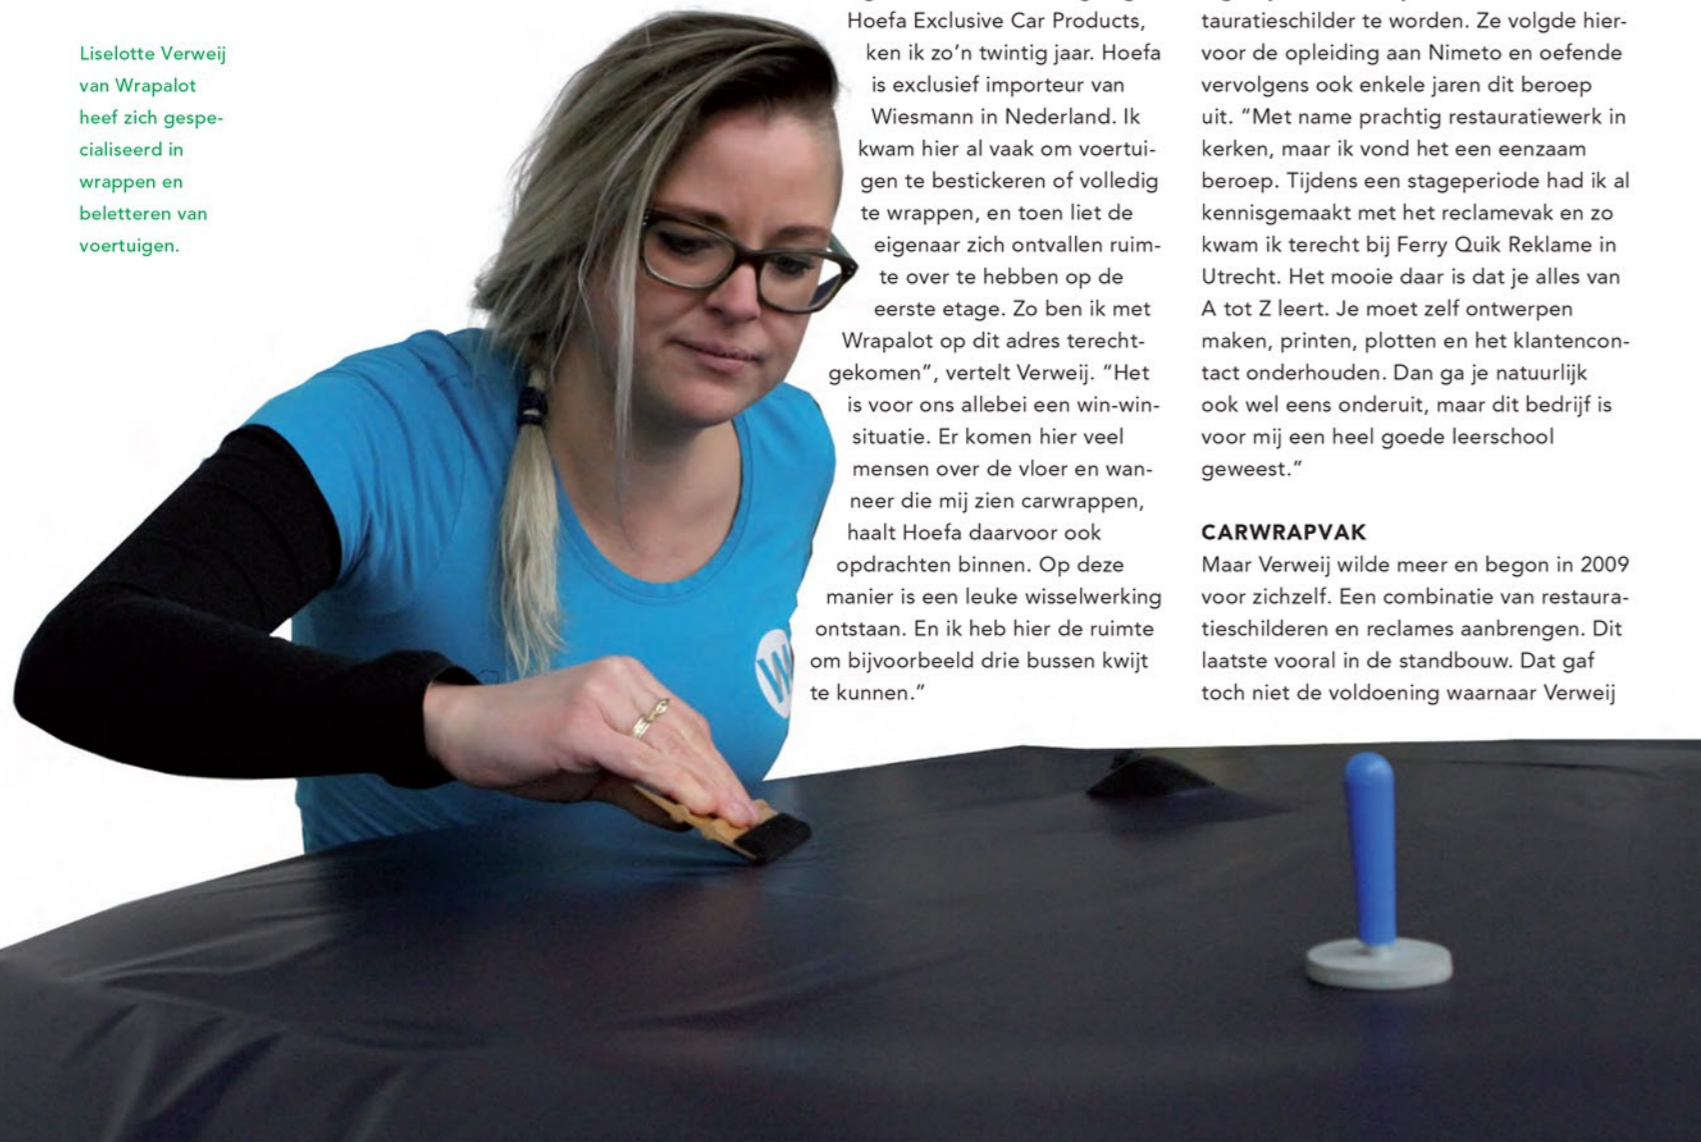 Liselotte Verweij
van Wrapalot
heef zich gespe-
cialiseerd in
wrappen en
beletteren van
voertuigen.
Hoefa Exclusive Car Products,
ken ik zo'n twintig jaar. Hoefa
is exclusief importeur van
Wiesmann in Nederland. Ik
kwam hier al vaak om voertui-
gen te bestickeren of volledig
te wrappen, en toen liet de
eigenaar zich ontvallen ruim-
te over te hebben op de
eerste etage. Zo ben ik met
Wrapalot op dit adres terecht-
gekomen”, vertelt Verweij. “Het
is voor ons allebei een win-win-
situatie. Er komen hier veel
mensen over de vloer en wan-
neer die mij zien carwrappen,
haalt Hoefa daarvoor ook
opdrachten binnen. Op deze
manier is een leuke wisselwerking
ontstaan. En ik heb hier de ruimte
om bijvoorbeeld drie bussen kwijt
te kunnen.”
tauratieschilder te worden. Ze volgde hier-
voor de opleiding aan Nimeto en oefende
vervolgens ook enkele jaren dit beroep
uit. “Met name prachtig restauratiewerk in
kerken, maar ik vond het een eenzaam
beroep. Tijdens een stageperiode had ik al
kennisgemaakt met het reclamevak en zo
kwam ik terecht bij Ferry Quik Reklame in
Utrecht. Het mooie daar is dat je alles van
A tot Z leert. Je moet zelf ontwerpen
maken, printen, plotten en het klantencon-
tact onderhouden. Dan ga je natuurlijk
ook wel eens onderuit, maar dit bedrijf is
voor mij een heel goede leerschool
geweest.”
CARWRAPVAK
Maar Verweij wilde meer en begon in 2009
voor zichzelf. Een combinatie van restaura-
tieschilderen en reclames aanbrengen. Dit
laatste vooral in de standbouw. Dat gaf
toch niet de voldoening waarnaar Verweij